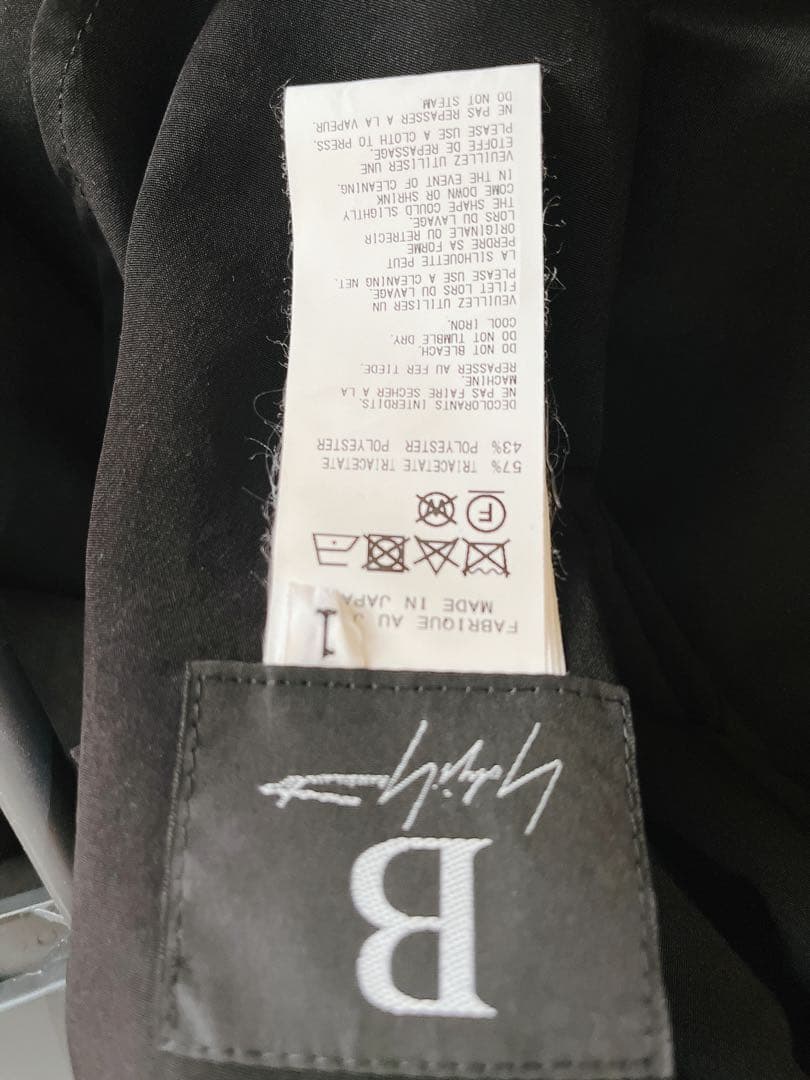 B
Yohji Yamamoto
1
FABRIQUE AU J
MADE IN JAPA
F
W
57% TRIACETATE TRIACETATE
43% POLYESTER POLYESTER
DECOLORANTS INTERDITS.
NE PAS FAIRE SECHER A LA
MACHINE.
REPASSER AU FER TIEDE.
DO NOT BLEACH.
DO NOT TUMBLE DRY.
COOL IRON.
VEUILLEZ UTILISER UN
FILET LORS DU LAVAGE.
PLEASE USE A CLEANING NET.
LA SILHOUETTE PEUT
PERDRE SA FORME
ORIGINALE OU RETRECIR
LORS DU LAVAGE.
THE SHAPE COULD SLIGHTLY
COME DOWN OR SHRINK
IN THE EVENT OF CLEANING.
VEUILLEZ UTILISER UNE
ETOFFE DE REPASSAGE.
PLEASE USE A CLOTH TO PRESS.
NE PAS REPASSER A LA VAPEUR.
DO NOT STEAM